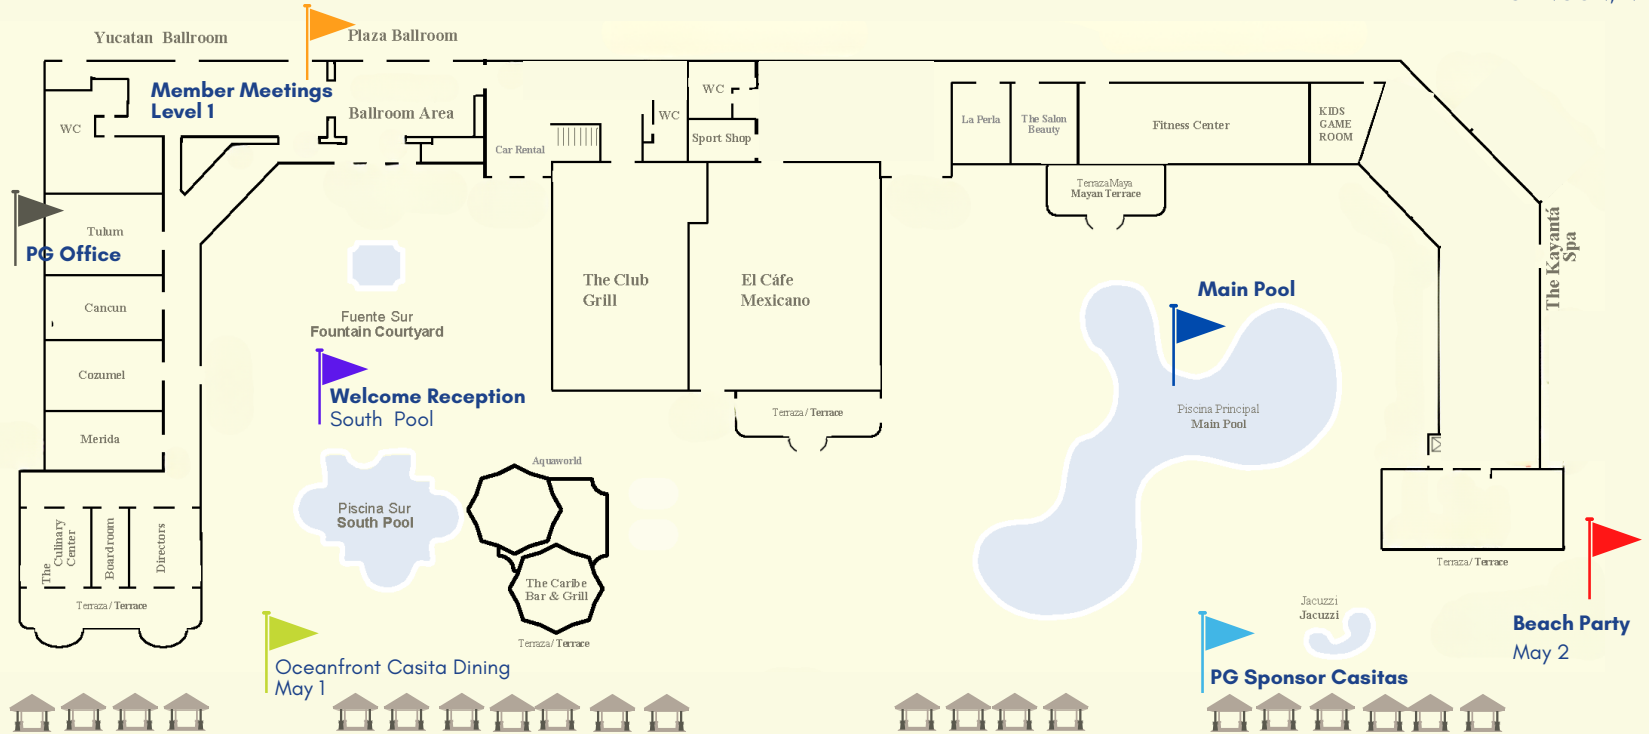 Yucatan Ballroom
Plaza Ballroom
Member Meetings
Level 1
Ballroom Area
WC
WC
WC
Sport Shop
Car Rental
La Perla
The Salon
Beauty
Fitness Center
KIDS
GAME
ROOM
Terraza Maya
Mayan Terrace
Tulum
PG Office
Cancun
Cozumel
Merida
The Club
Grill
El Cáfe
Mexicano
Fuente Sur
Fountain Courtyard
Welcome Reception
South Pool
Main Pool
The Kayantá
Spa
Terraza / Terrace
Piscina Principal
Main Pool
Aquaworld
Piscina Sur
South Pool
The
Culinary
Center
Boardroom
Directors
Terraza / Terrace
The Caribe
Bar & Grill
Terraza / Terrace
Terraza / Terrace
Jacuzzi
Jacuzzi
Beach Party
May 2
Oceanfront Casita Dining
May 1
PG Sponsor Casitas